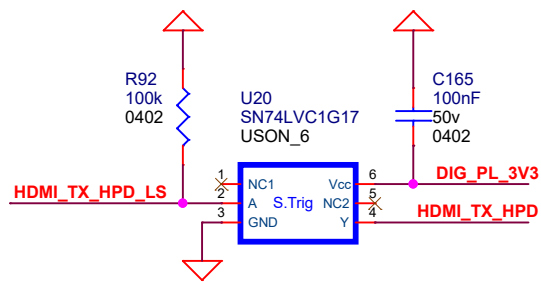 R92
100k
0402
U20
SN74LVC1G17
USON_6
C165
100nF
50v
0402
HDMI_TX_HPD_LS
1
2
3
NC1
A
GND
S.Trig
Vcc
NC2
Y
6
5
4
DIG_PL_3V3
HDMI_TX_HPD